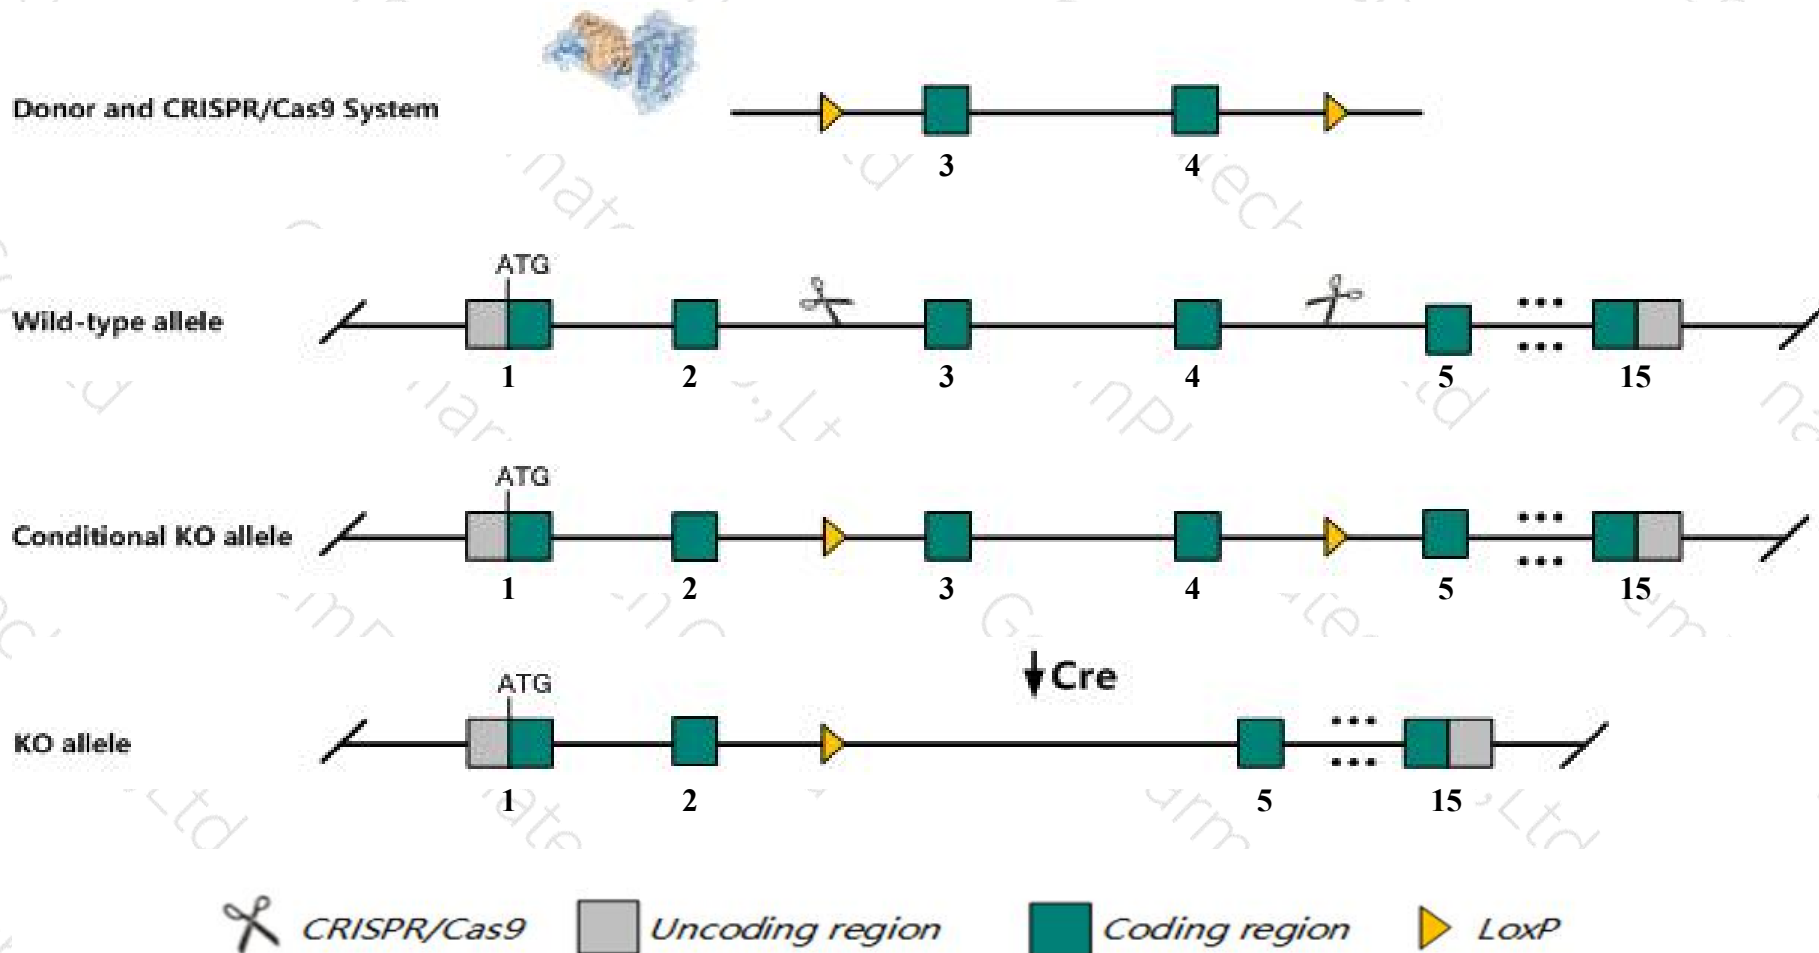 Donor and CRISPR/Cas9 System
3 4
ATG
Wild-type allele
1 2 3 4 5 15
ATG
Conditional KO allele
1 2 3 4 5 15
Cre
ATG
KO allele
1 2 5 15
CRISPR/Cas9 Uncoding region Coding region LoxP